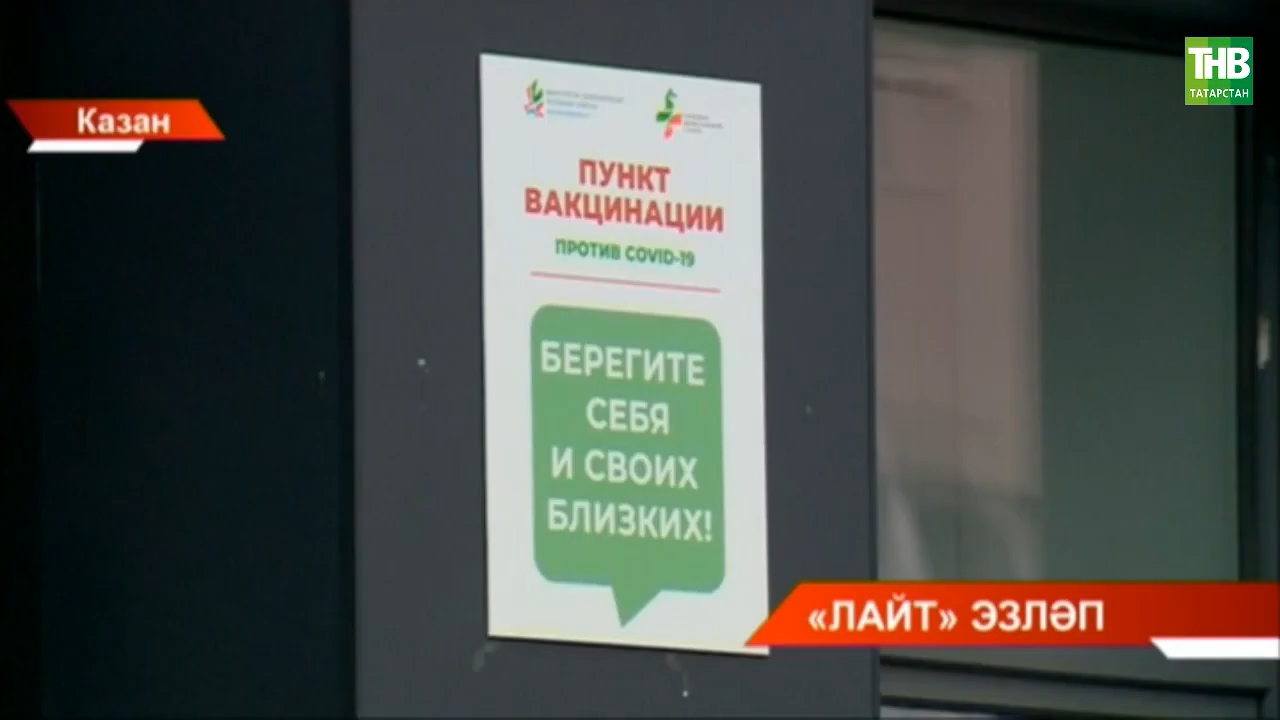 ТНВ
ТАТАРСТАН
Казан
ПУНКТ
ВАКЦИНАЦИИ
ПРОТИВ COVID-19
БЕРЕГИТЕ
СЕБЯ
И СВОИХ
БЛИЗКИХ!
«ЛАЙТ» ЭЗЛӘП